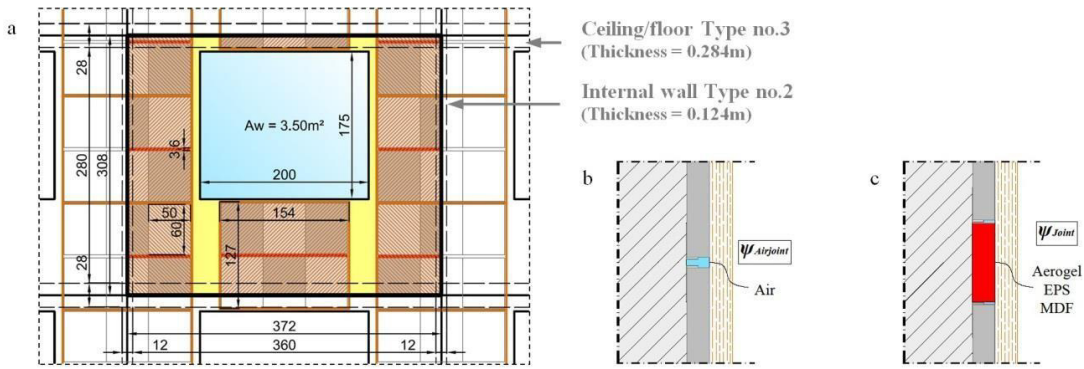 a
Ceiling/floor Type no.3
(Thickness = 0.284m)
Internal wall Type no.2
(Thickness = 0.124m)
28
280
308
28
3.6
50
60
Aw = 3.50m²
175
200
154
127
372
12
360
12
b
ΨAirjoint
Air
c
ΨJoint
Aerogel
EPS
MDF